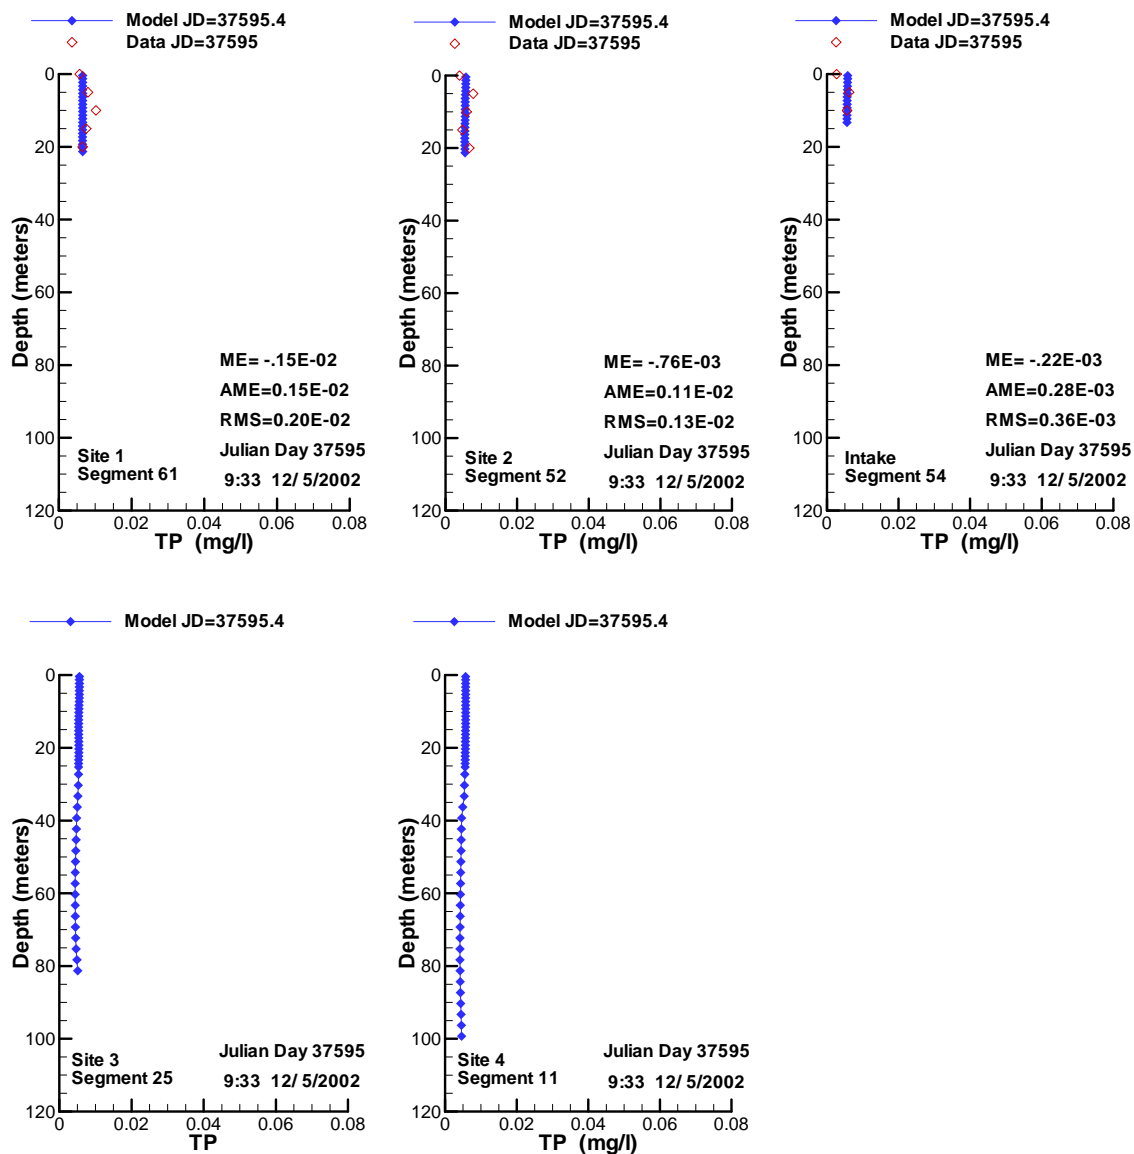 Model JD=37595.4
Data JD=37595
0
20
40
60
80
100
120
Depth (meters)
ME= -.15E-02
AME=0.15E-02
RMS=0.20E-02
Julian Day 37595
9:33 12/ 5/2002
Site 1
Segment 61
0 0.02 0.04 0.06 0.08
TP (mg/l)
Model JD=37595.4
Data JD=37595
0
20
40
60
80
100
120
Depth (meters)
ME= -.76E-03
AME=0.11E-02
RMS=0.13E-02
Julian Day 37595
9:33 12/ 5/2002
Site 2
Segment 52
0 0.02 0.04 0.06 0.08
TP (mg/l)
Model JD=37595.4
Data JD=37595
0
20
40
60
80
100
120
Depth (meters)
ME= -.22E-03
AME=0.28E-03
RMS=0.36E-03
Julian Day 37595
9:33 12/ 5/2002
Intake
Segment 54
0 0.02 0.04 0.06 0.08
TP (mg/l)
Model JD=37595.4
0
20
40
60
80
100
120
Depth (meters)
Julian Day 37595
9:33 12/ 5/2002
Site 3
Segment 25
0 0.02 0.04 0.06 0.08
TP
Model JD=37595.4
0
20
40
60
80
100
120
Depth (meters)
Julian Day 37595
9:33 12/ 5/2002
Site 4
Segment 11
0 0.02 0.04 0.06 0.08
TP (mg/l)